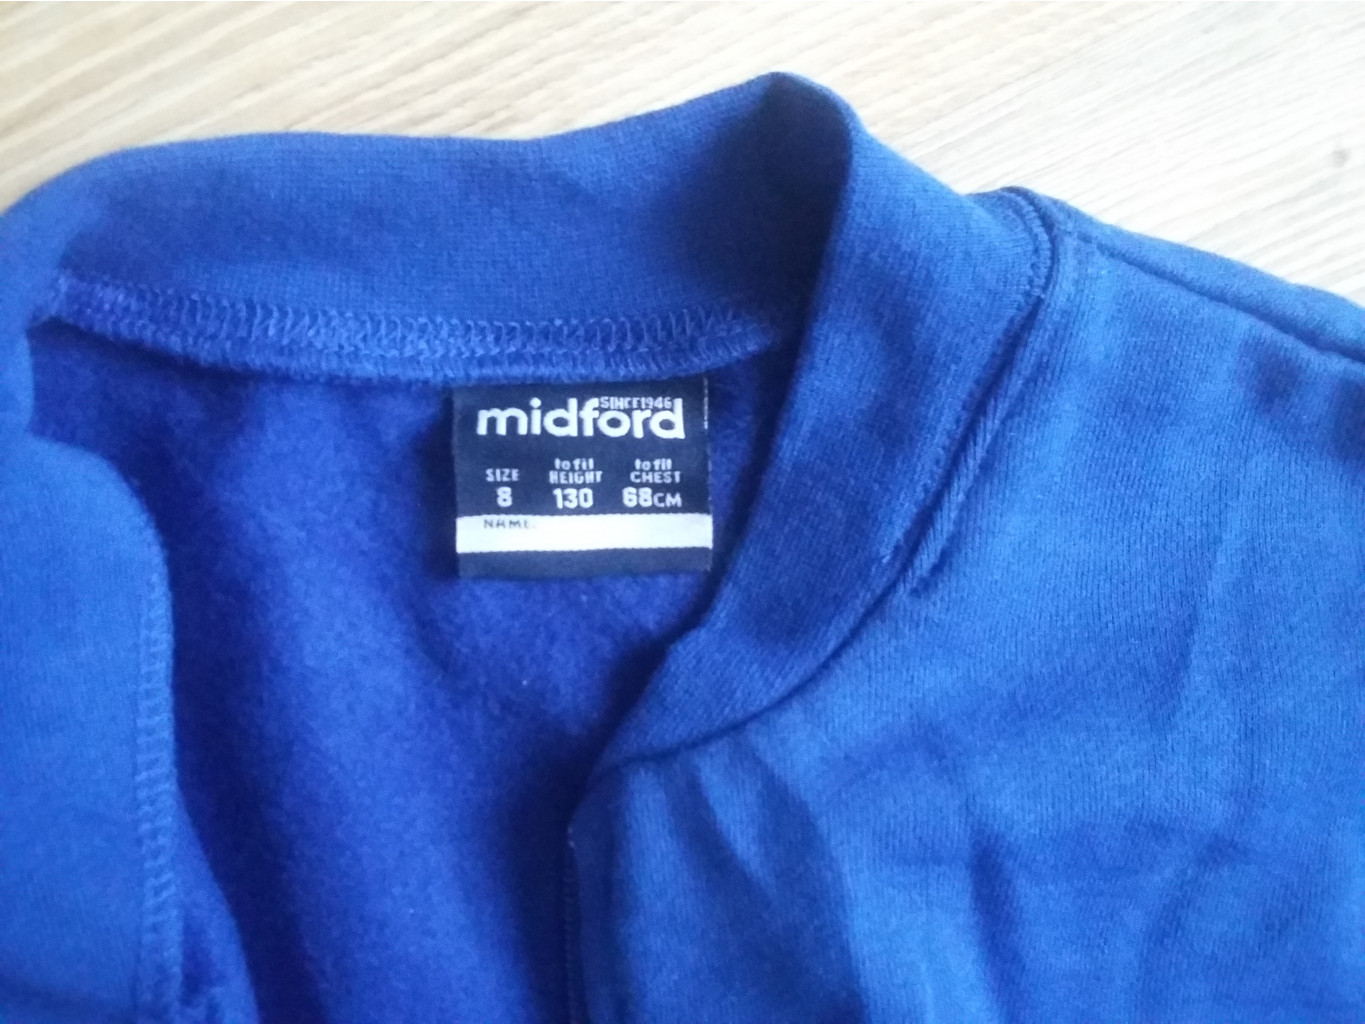 SINCE1946
midford
SIZE to fit HEIGHT to fit CHEST
8 130 68CM
NAME: